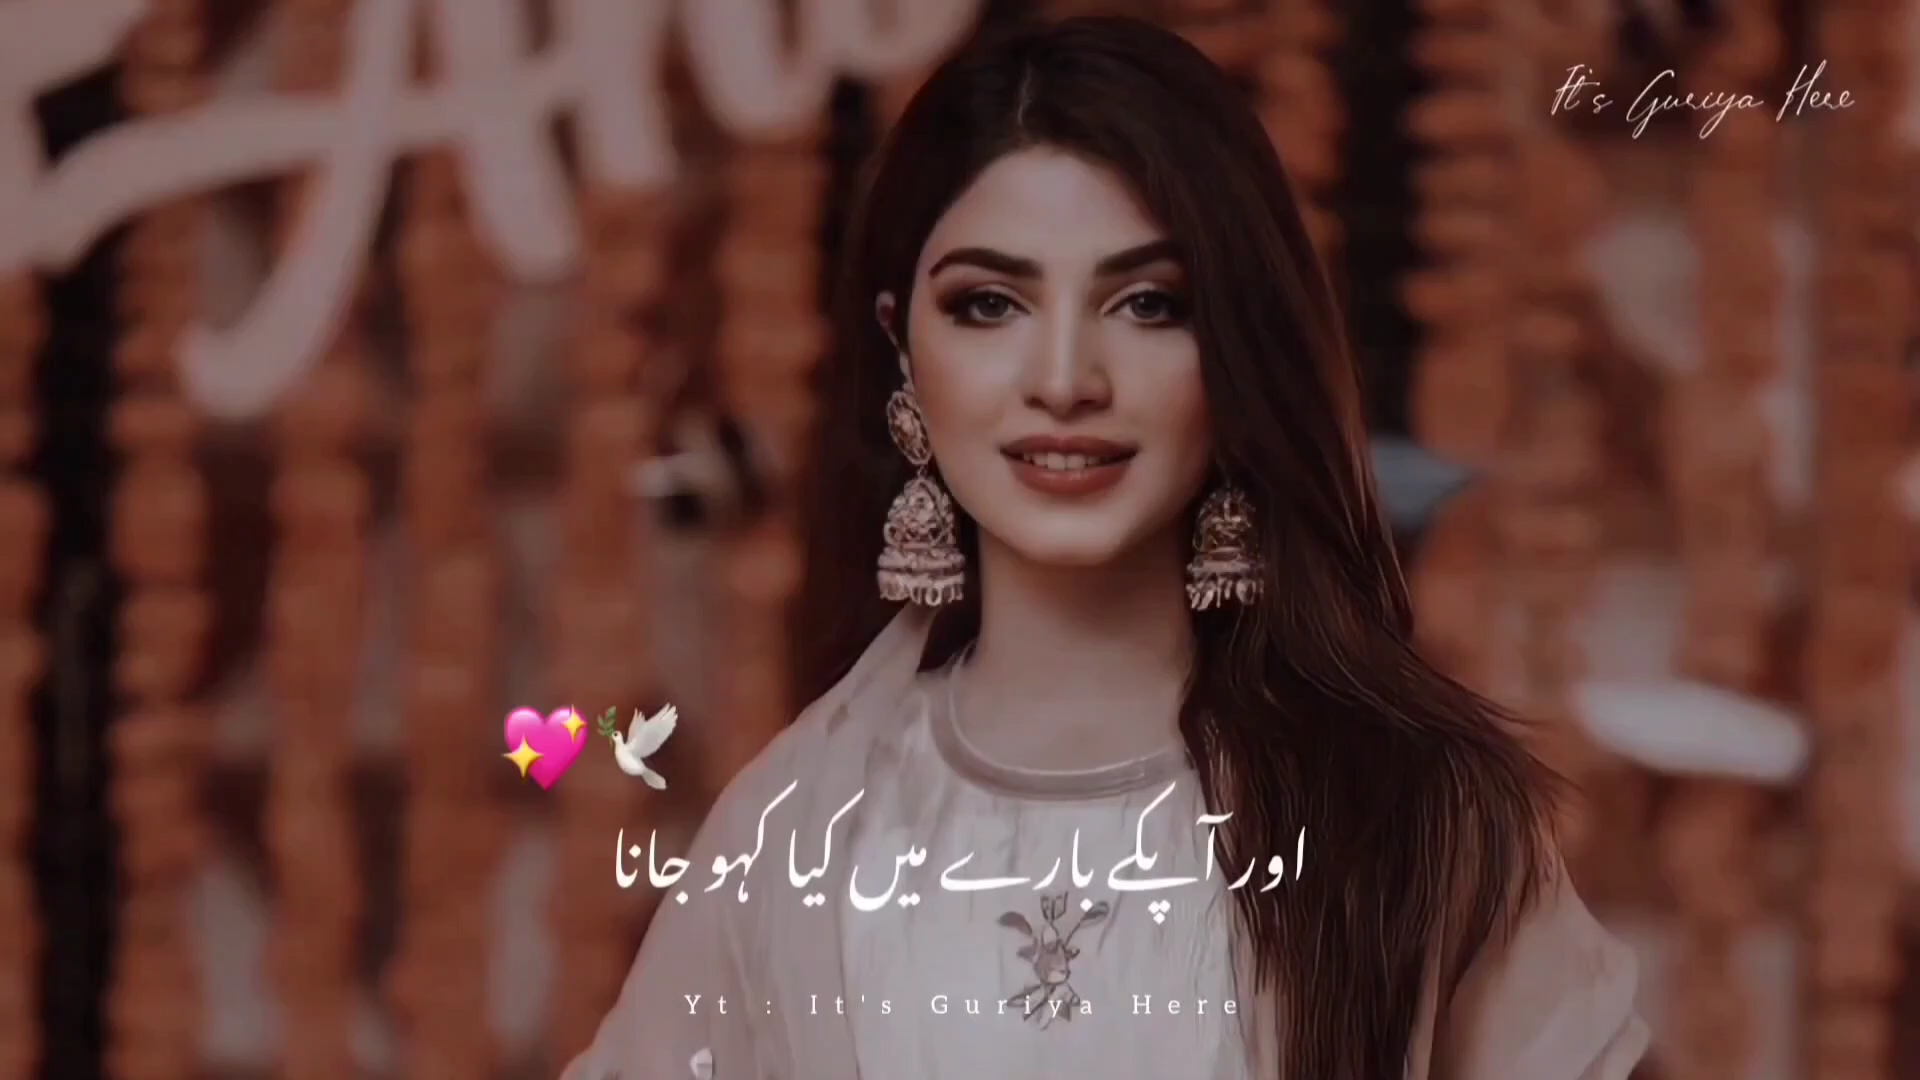 It's Guriya Here
💖🕊
اور آپکے بارے میں کیا کہو جانا
Yt : It's Guriya Here